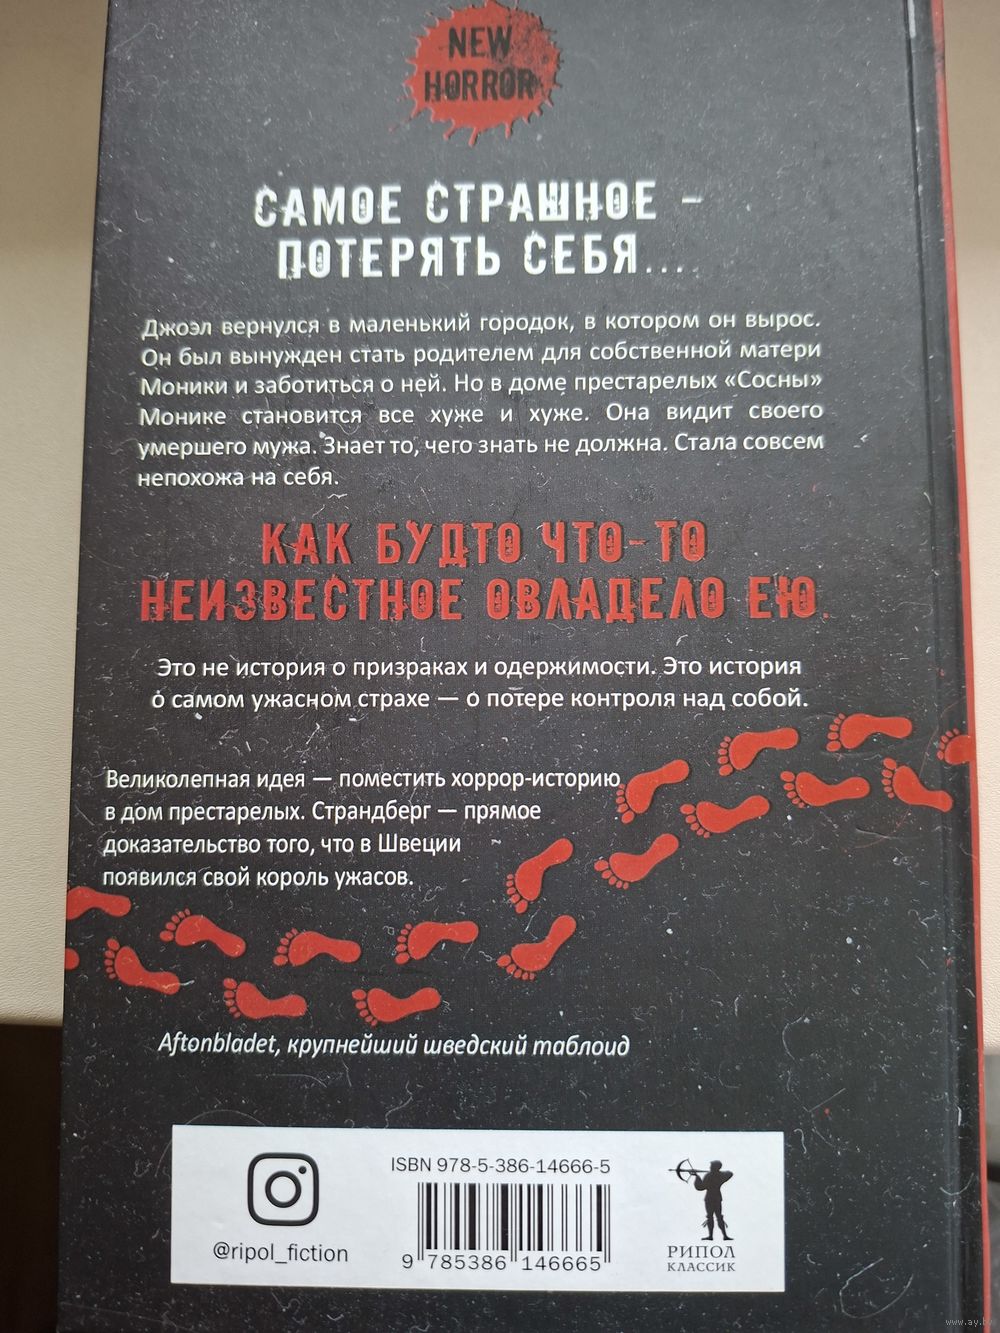 NEW
HORROR
САМОЕ СТРАШНОЕ –
ПОТЕРЯТЬ СЕБЯ....
Джоэл вернулся в маленький городок, в котором он вырос.
Он был вынужден стать родителем для собственной матери
Моники и заботиться о ней. Но в доме престарелых «Сосны»
Монике становится все хуже и хуже. Она видит своего
умершего мужа. Знает то, чего знать не должна. Стала совсем
непохожа на себя.
КАК БУДТО ЧТО-ТО
НЕИЗВЕСТНОЕ ОВЛАДЕЛО ЕЮ.
Это не история о призраках и одержимости. Это история
о самом ужасном страхе — о потере контроля над собой.
Великолепная идея — поместить хоррор-историю
в дом престарелых. Страндберг — прямое
доказательство того, что в Швеции
появился свой король ужасов.
Aftonbladet, крупнейший шведский таблоид
ISBN 978-5-386-14666-5
@ripol_fiction
9 785386 146665
РИПОЛ
КЛАССИК
www.ay.by